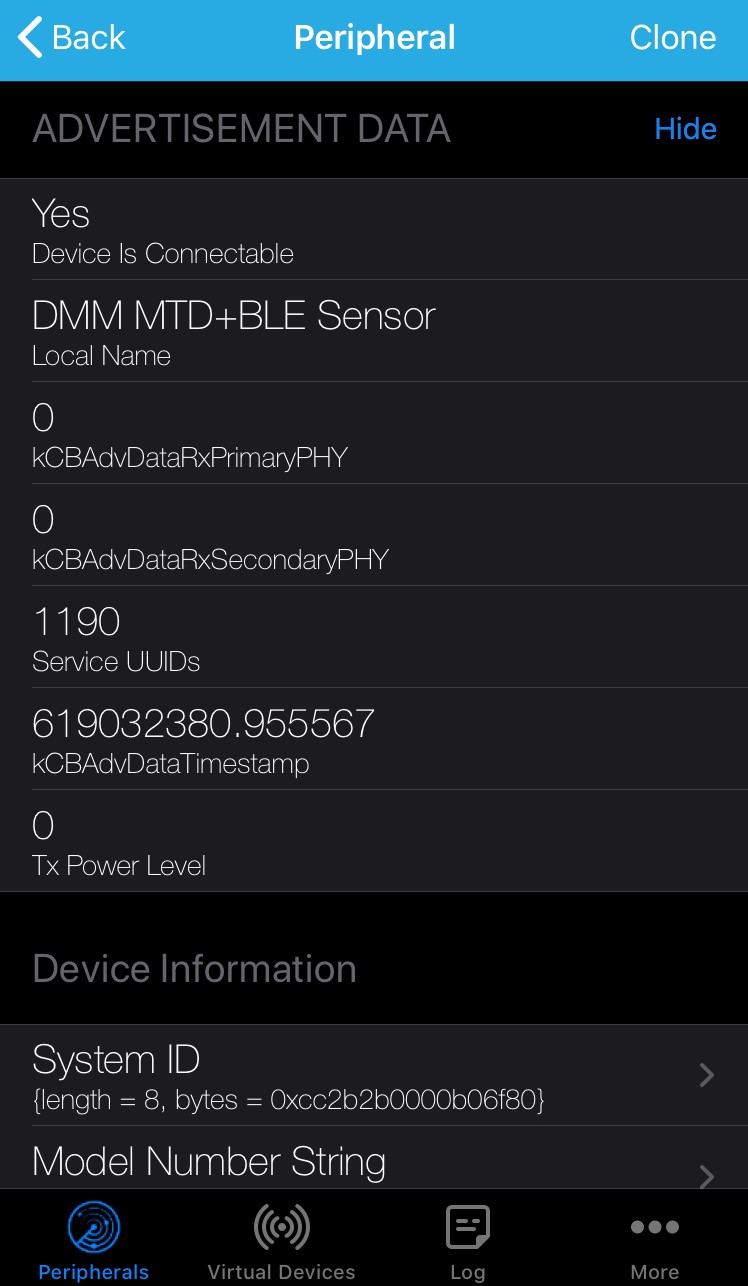 Back
Peripheral
Clone
ADVERTISEMENT DATA
Hide
Yes
Device Is Connectable
DMM MTD+BLE Sensor
Local Name
0
kCBAdvDataRxPrimaryPHY
0
kCBAdvDataRxSecondaryPHY
1190
Service UUIDs
619032380.955567
kCBAdvDataTimestamp
0
Tx Power Level
Device Information
System ID
{length = 8, bytes = 0xcc2b2b0000b06f80}
Model Number String
Peripherals
Virtual Devices
Log
More